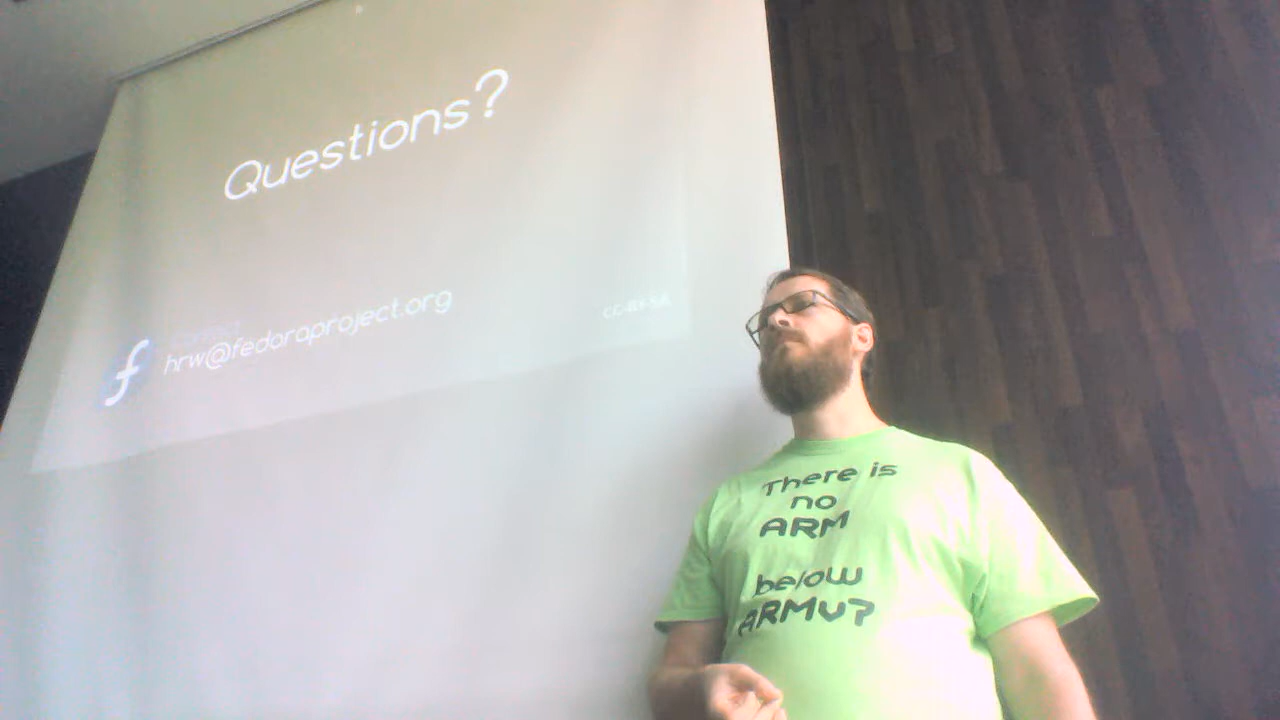 Questions?
hrw@fedoraproject.org
CC-BY-SA
There is
no
ARM
below
ARMv7